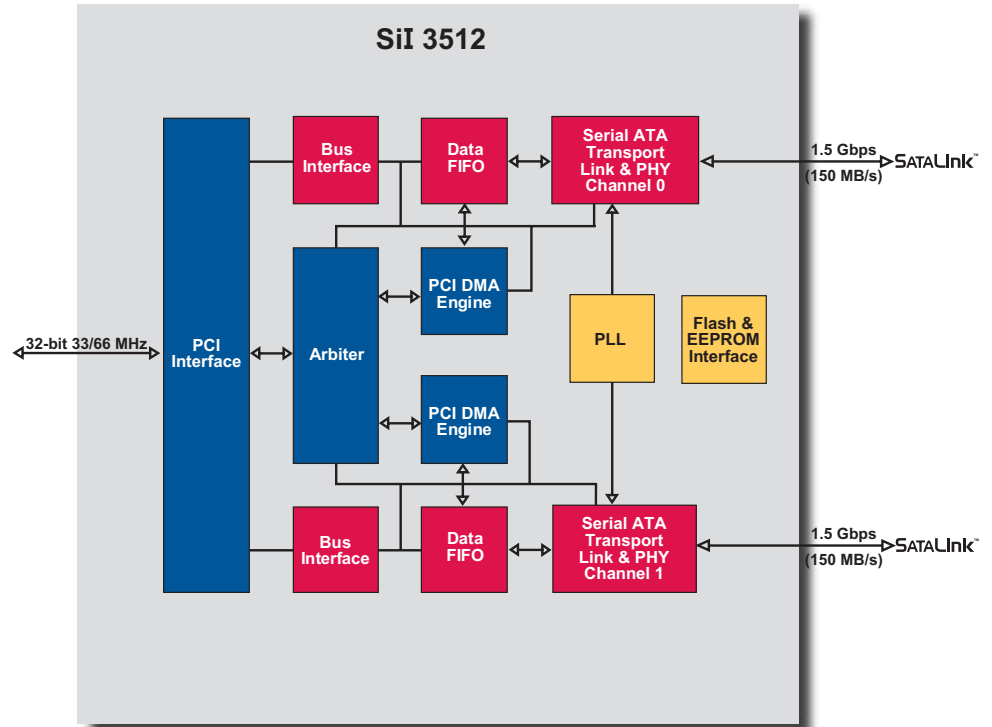 SiI 3512
Bus
Interface
Data
FIFO
Serial ATA
Transport
Link & PHY
Channel 0
1.5 Gbps
(150 MB/s)
SATALink™
32-bit 33/66 MHz
PCI
Interface
Arbiter
PCI DMA
Engine
PLL
Flash &
EEPROM
Interface
PCI DMA
Engine
Bus
Interface
Data
FIFO
Serial ATA
Transport
Link & PHY
Channel 1
1.5 Gbps
(150 MB/s)
SATALink™